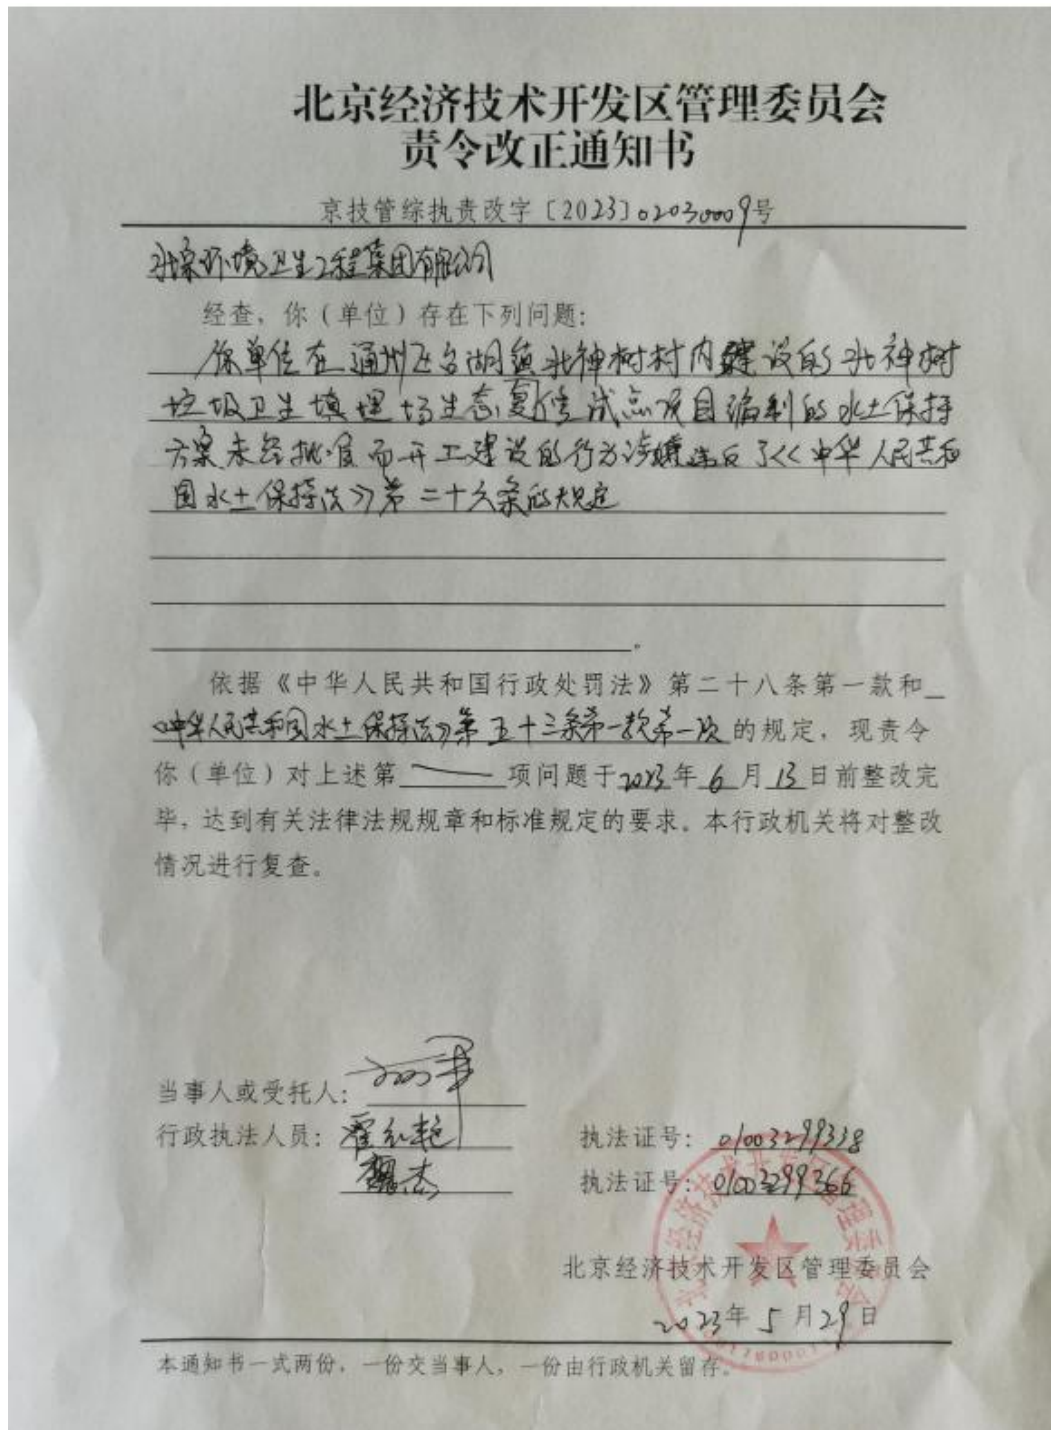 北京经济技术开发区管理委员会
责令改正通知书
京技管综执责改字〔2023〕02030009号
北京环境卫生工程集团有限公司
经查，你（单位）存在下列问题：
你单位在通州区台湖镇北神树村内建设的北神树
垃圾卫生填埋场生态复修试点项目编制的水土保持
方案未经批准而开工建设的行为涉嫌违反了《中华人民共和
国水土保持法》第二十六条的规定
。
依据《中华人民共和国行政处罚法》第二十八条第一款和
《中华人民共和国水土保持法》第五十三条第一款第一项的规定，现责令
你（单位）对上述第 一 项问题于2023年6月13日前整改完
毕，达到有关法律法规规章和标准规定的要求。本行政机关将对整改
情况进行复查。
当事人或受托人：
行政执法人员：翟红艳 执法证号：01003299338
魏杰 执法证号：01003299366
北京经济技术开发区管理委员会
2023年5月29日
本通知书一式两份，一份交当事人，一份由行政机关留存。